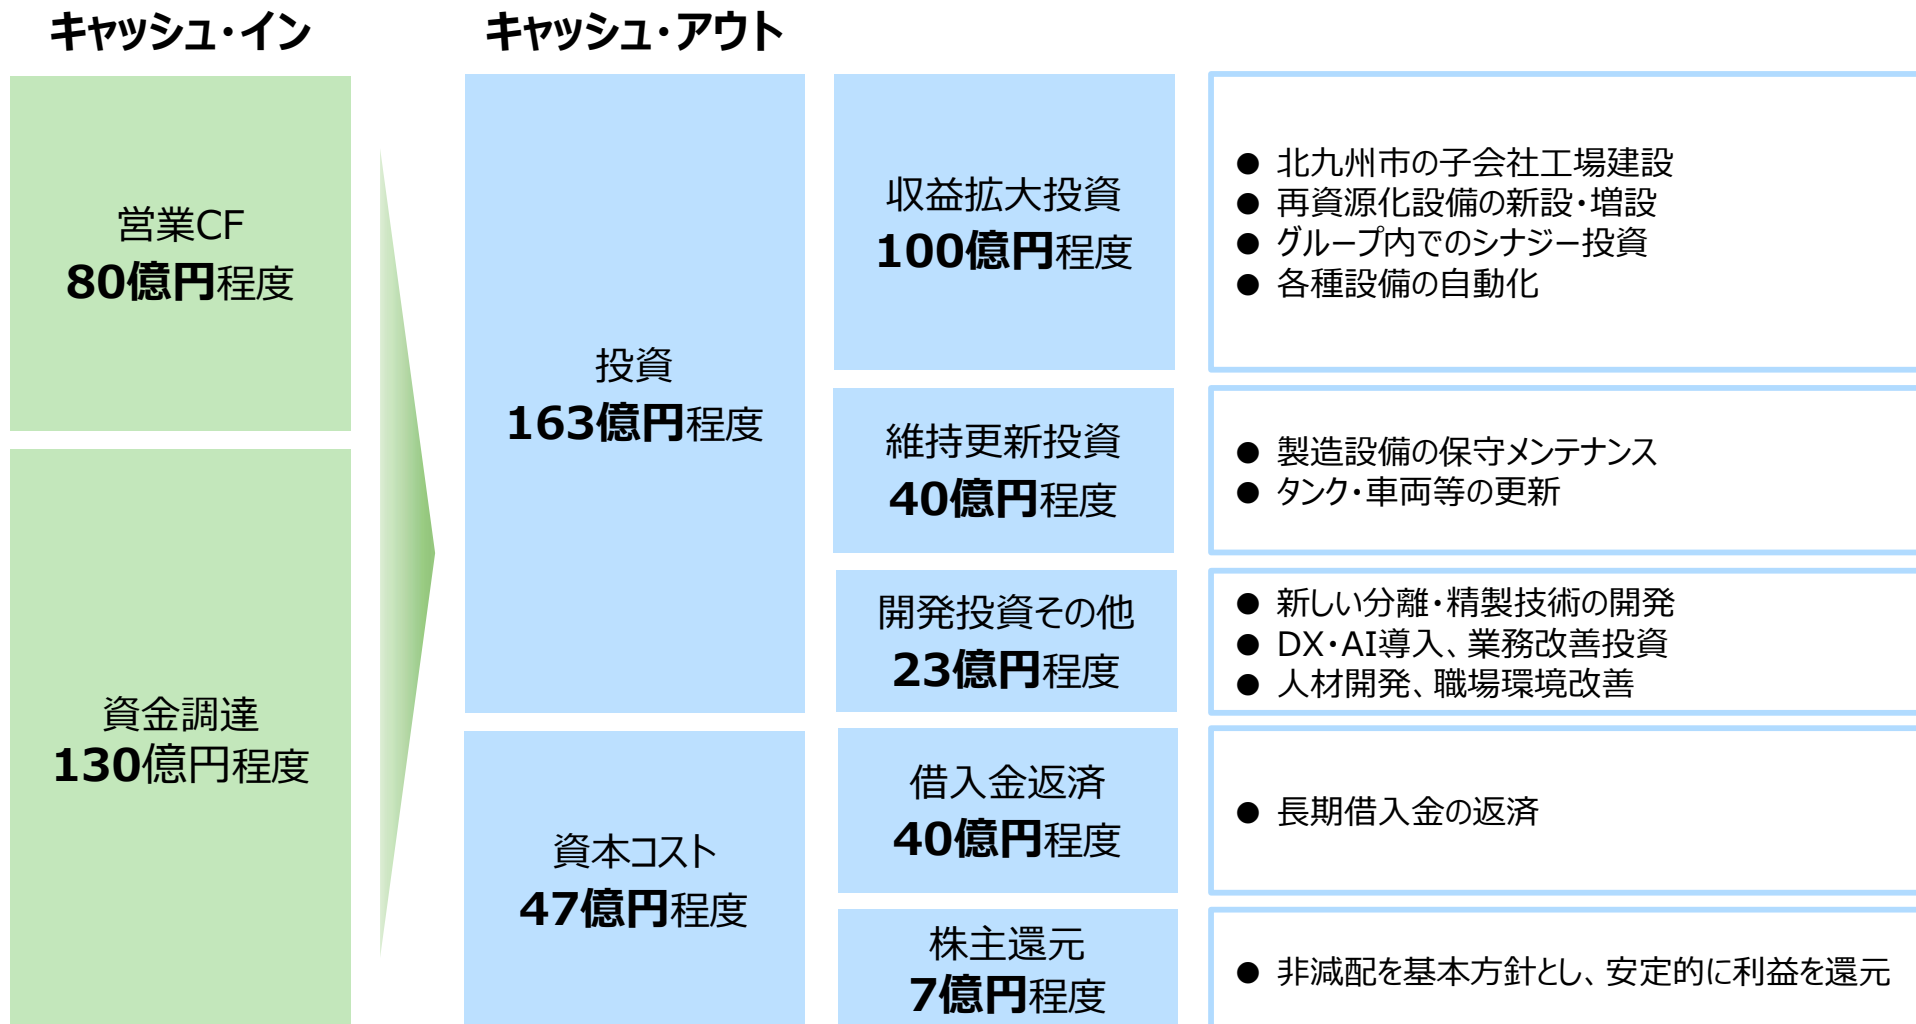 キャッシュ・イン
キャッシュ・アウト
営業CF
80億円程度
資金調達
130億円程度
投資
163億円程度
資本コスト
47億円程度
収益拡大投資
100億円程度
● 北九州市の子会社工場建設
● 再資源化設備の新設・増設
● グループ内でのシナジー投資
● 各種設備の自動化
維持更新投資
40億円程度
● 製造設備の保守メンテナンス
● タンク・車両等の更新
開発投資その他
23億円程度
● 新しい分離・精製技術の開発
● DX・AI導入、業務改善投資
● 人材開発、職場環境改善
借入金返済
40億円程度
● 長期借入金の返済
株主還元
7億円程度
● 非減配を基本方針とし、安定的に利益を還元